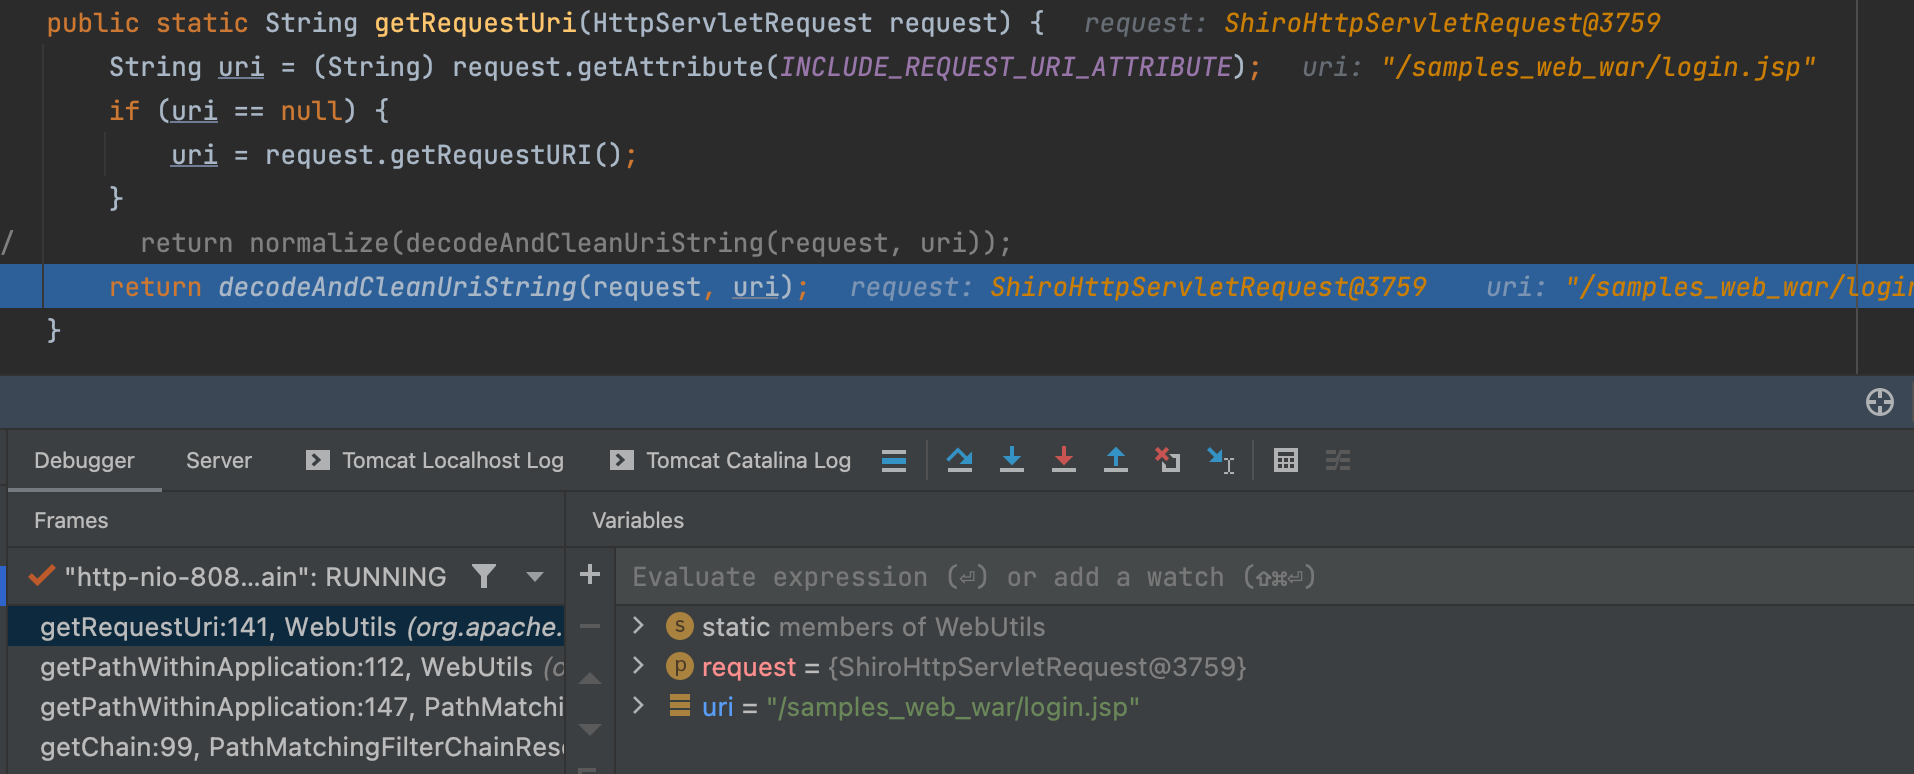 public static String getRequestUri(HttpServletRequest request) { request: ShiroHttpServletRequest@3759
String uri = (String) request.getAttribute(INCLUDE_REQUEST_URI_ATTRIBUTE); uri: "/samples_web_war/login.jsp"
if (uri == null) {
uri = request.getRequestURI();
}
/ return normalize(decodeAndCleanUriString(request, uri));
return decodeAndCleanUriString(request, uri); request: ShiroHttpServletRequest@3759 uri: "/samples_web_war/login
}
Debugger Server Tomcat Localhost Log Tomcat Catalina Log
Frames Variables
"http-nio-808...ain": RUNNING Evaluate expression (⏎) or add a watch (⇧⌘⏎)
getRequestUri:141, WebUtils (org.apache. s static members of WebUtils
getPathWithinApplication:112, WebUtils (o p request = {ShiroHttpServletRequest@3759}
getPathWithinApplication:147, PathMatchi uri = "/samples_web_war/login.jsp"
getChain:99, PathMatchingFilterChainReso